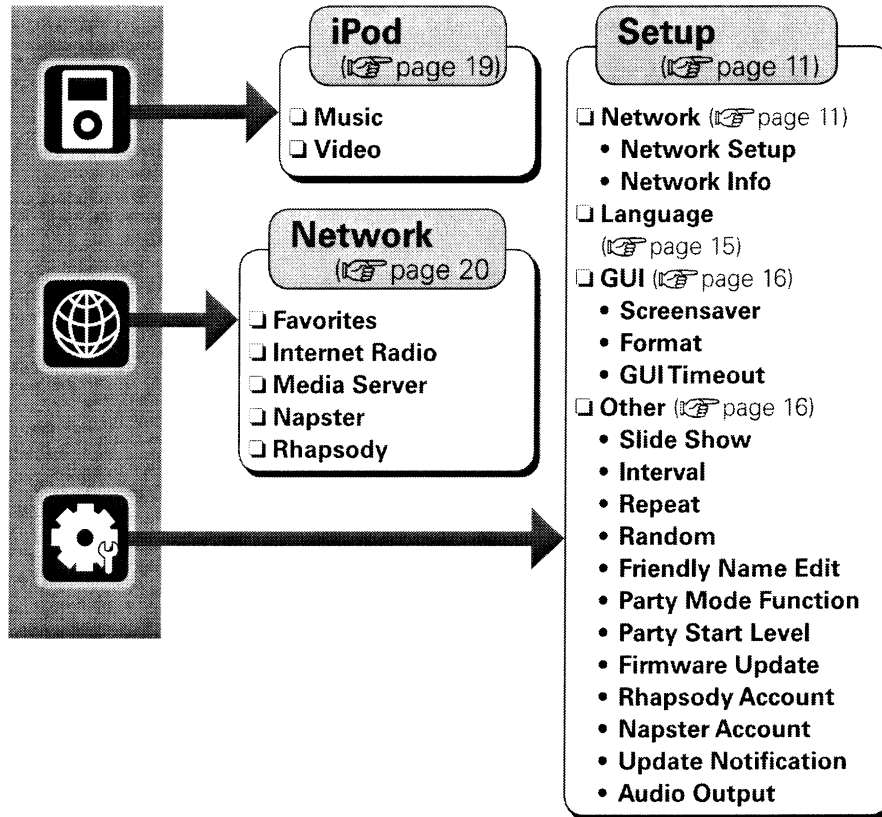 iPod
(☞ page 19)
❏ Music
❏ Video
Network
(☞ page 20
❏ Favorites
❏ Internet Radio
❏ Media Server
❏ Napster
❏ Rhapsody
Setup
(☞ page 11)
❏ Network (☞ page 11)
• Network Setup
• Network Info
❏ Language
(☞ page 15)
❏ GUI (☞ page 16)
• Screensaver
• Format
• GUI Timeout
❏ Other (☞ page 16)
• Slide Show
• Interval
• Repeat
• Random
• Friendly Name Edit
• Party Mode Function
• Party Start Level
• Firmware Update
• Rhapsody Account
• Napster Account
• Update Notification
• Audio Output